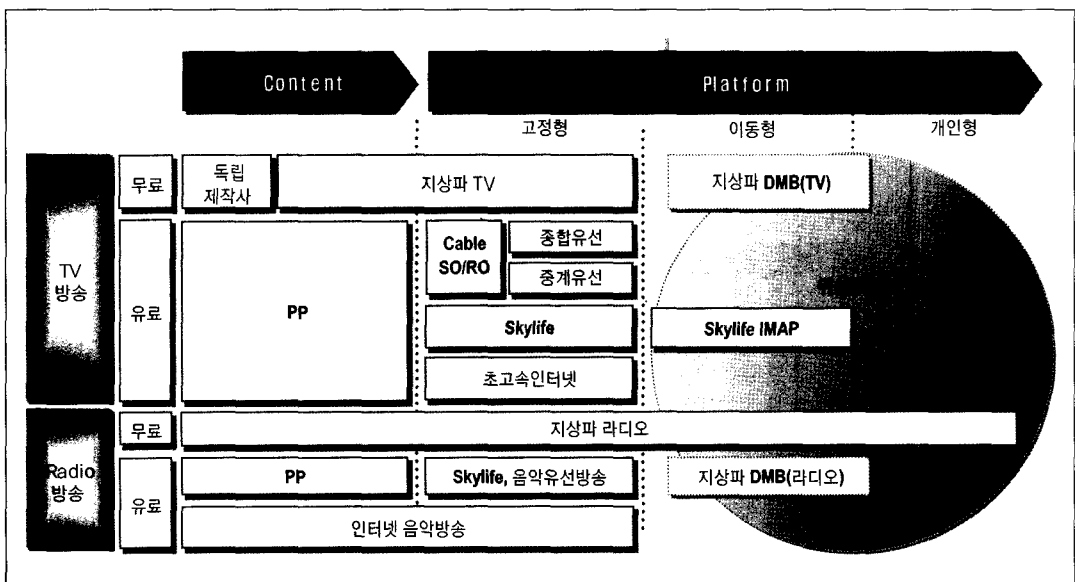 Content
Platform
고정형
이동형
개인형
TV
방송
무료
독립
제작사
지상파 TV
지상파 DMB(TV)
유료
PP
Cable
SO/RO
종합유선
중계유선
Skylife
Skylife IMAP
초고속인터넷
Radio
방송
무료
지상파 라디오
유료
PP
Skylife, 음악유선방송
지상파 DMB(라디오)
인터넷 음악방송